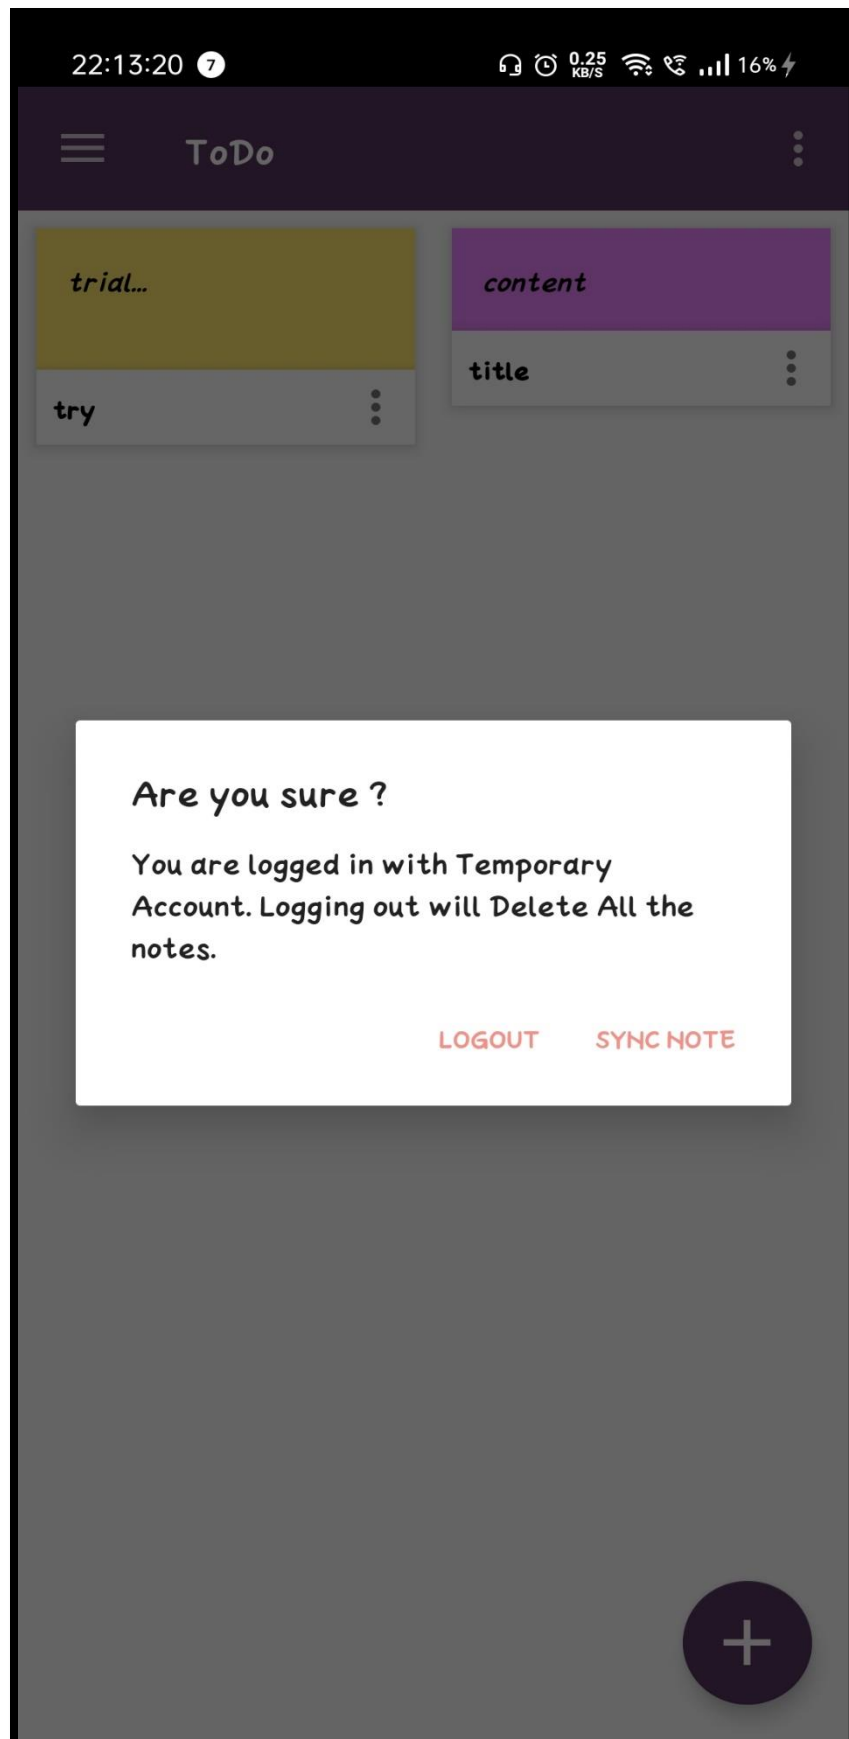 22:13:20 7 0.25 KB/S 16%
ToDo
trial...
content
try
title
Are you sure ?
You are logged in with Temporary
Account. Logging out will Delete All the
notes.
LOGOUT SYNC NOTE